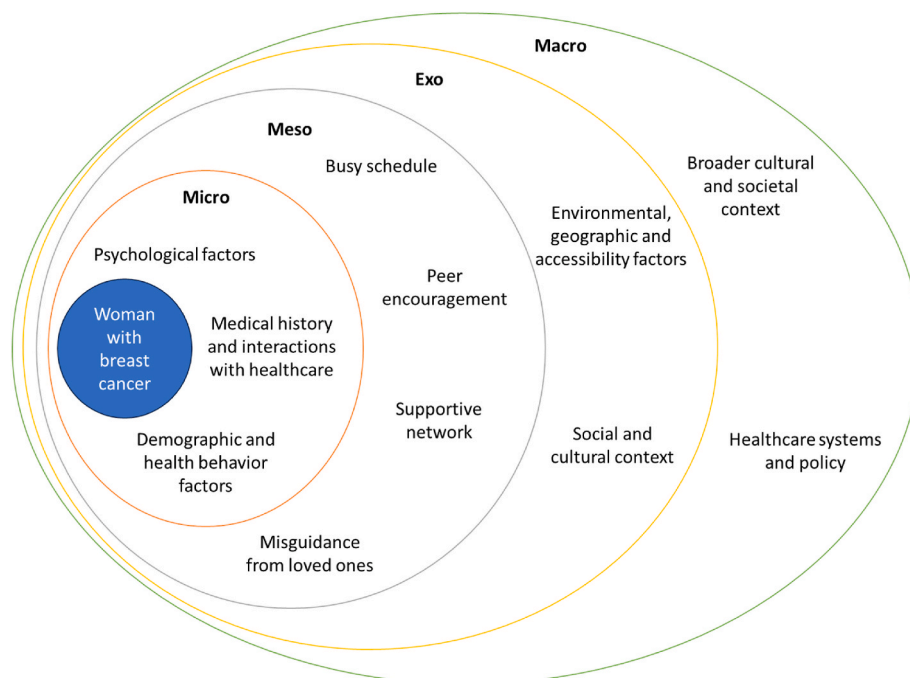 Macro
Exo
Meso
Busy schedule
Broader cultural
and societal
context
Micro
Environmental,
geographic and
accessibility factors
Psychological factors
Peer
encouragement
Woman
with
breast
cancer
Medical history
and interactions
with healthcare
Supportive
network
Demographic and
health behavior
factors
Social and
cultural context
Healthcare systems
and policy
Misguidance
from loved ones